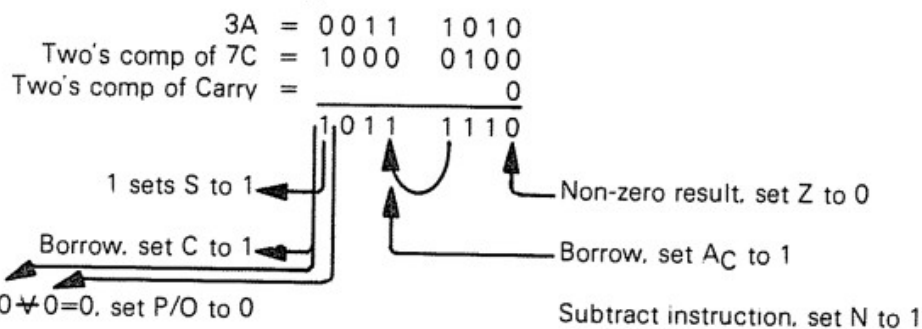 3A = 0011 1010
Two's comp of 7C = 1000 0100
Two's comp of Carry = 0
1011 1110
1 sets S to 1
Non-zero result, set Z to 0
Borrow, set C to 1
Borrow, set AC to 1
0⊻0=0, set P/O to 0
Subtract instruction, set N to 1